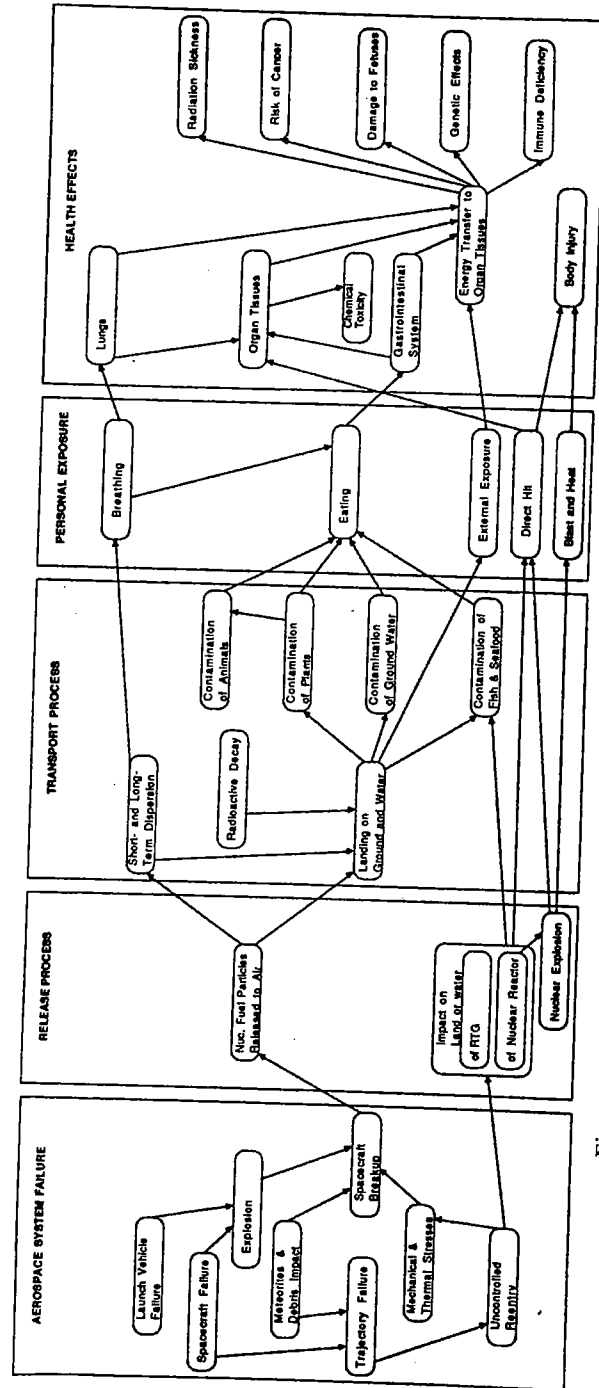 AEROSPACE SYSTEM FAILURE
Launch Vehicle
Failure
Spacecraft Failure
Explosion
Meteorites &
Debris Impact
Trajectory Failure
Spacecraft
Breakup
Mechanical &
Thermal Stresses
Uncontrolled
Reentry
RELEASE PROCESS
Nuc. Fuel Particles
Released to Air
Impact on
Land or water
of RTG
of Nuclear Reactor
Nuclear Explosion
TRANSPORT PROCESS
Short- and Long-
Term Dispersion
Radioactive Decay
Landing on
Ground and Water
Contamination
of Animals
Contamination
of Plants
Contamination
of Ground Water
Contamination of
Fish & Seafood
PERSONAL EXPOSURE
Breathing
Eating
External Exposure
Direct Hit
Blast and Heat
HEALTH EFFECTS
Lungs
Organ Tissues
Chemical
Toxicity
Gastrointestinal
System
Energy Transfer to
Organ Tissues
Body Injury
Radiation Sickness
Risk of Cancer
Damage to Fetuses
Genetic Effects
Immune Deficiency